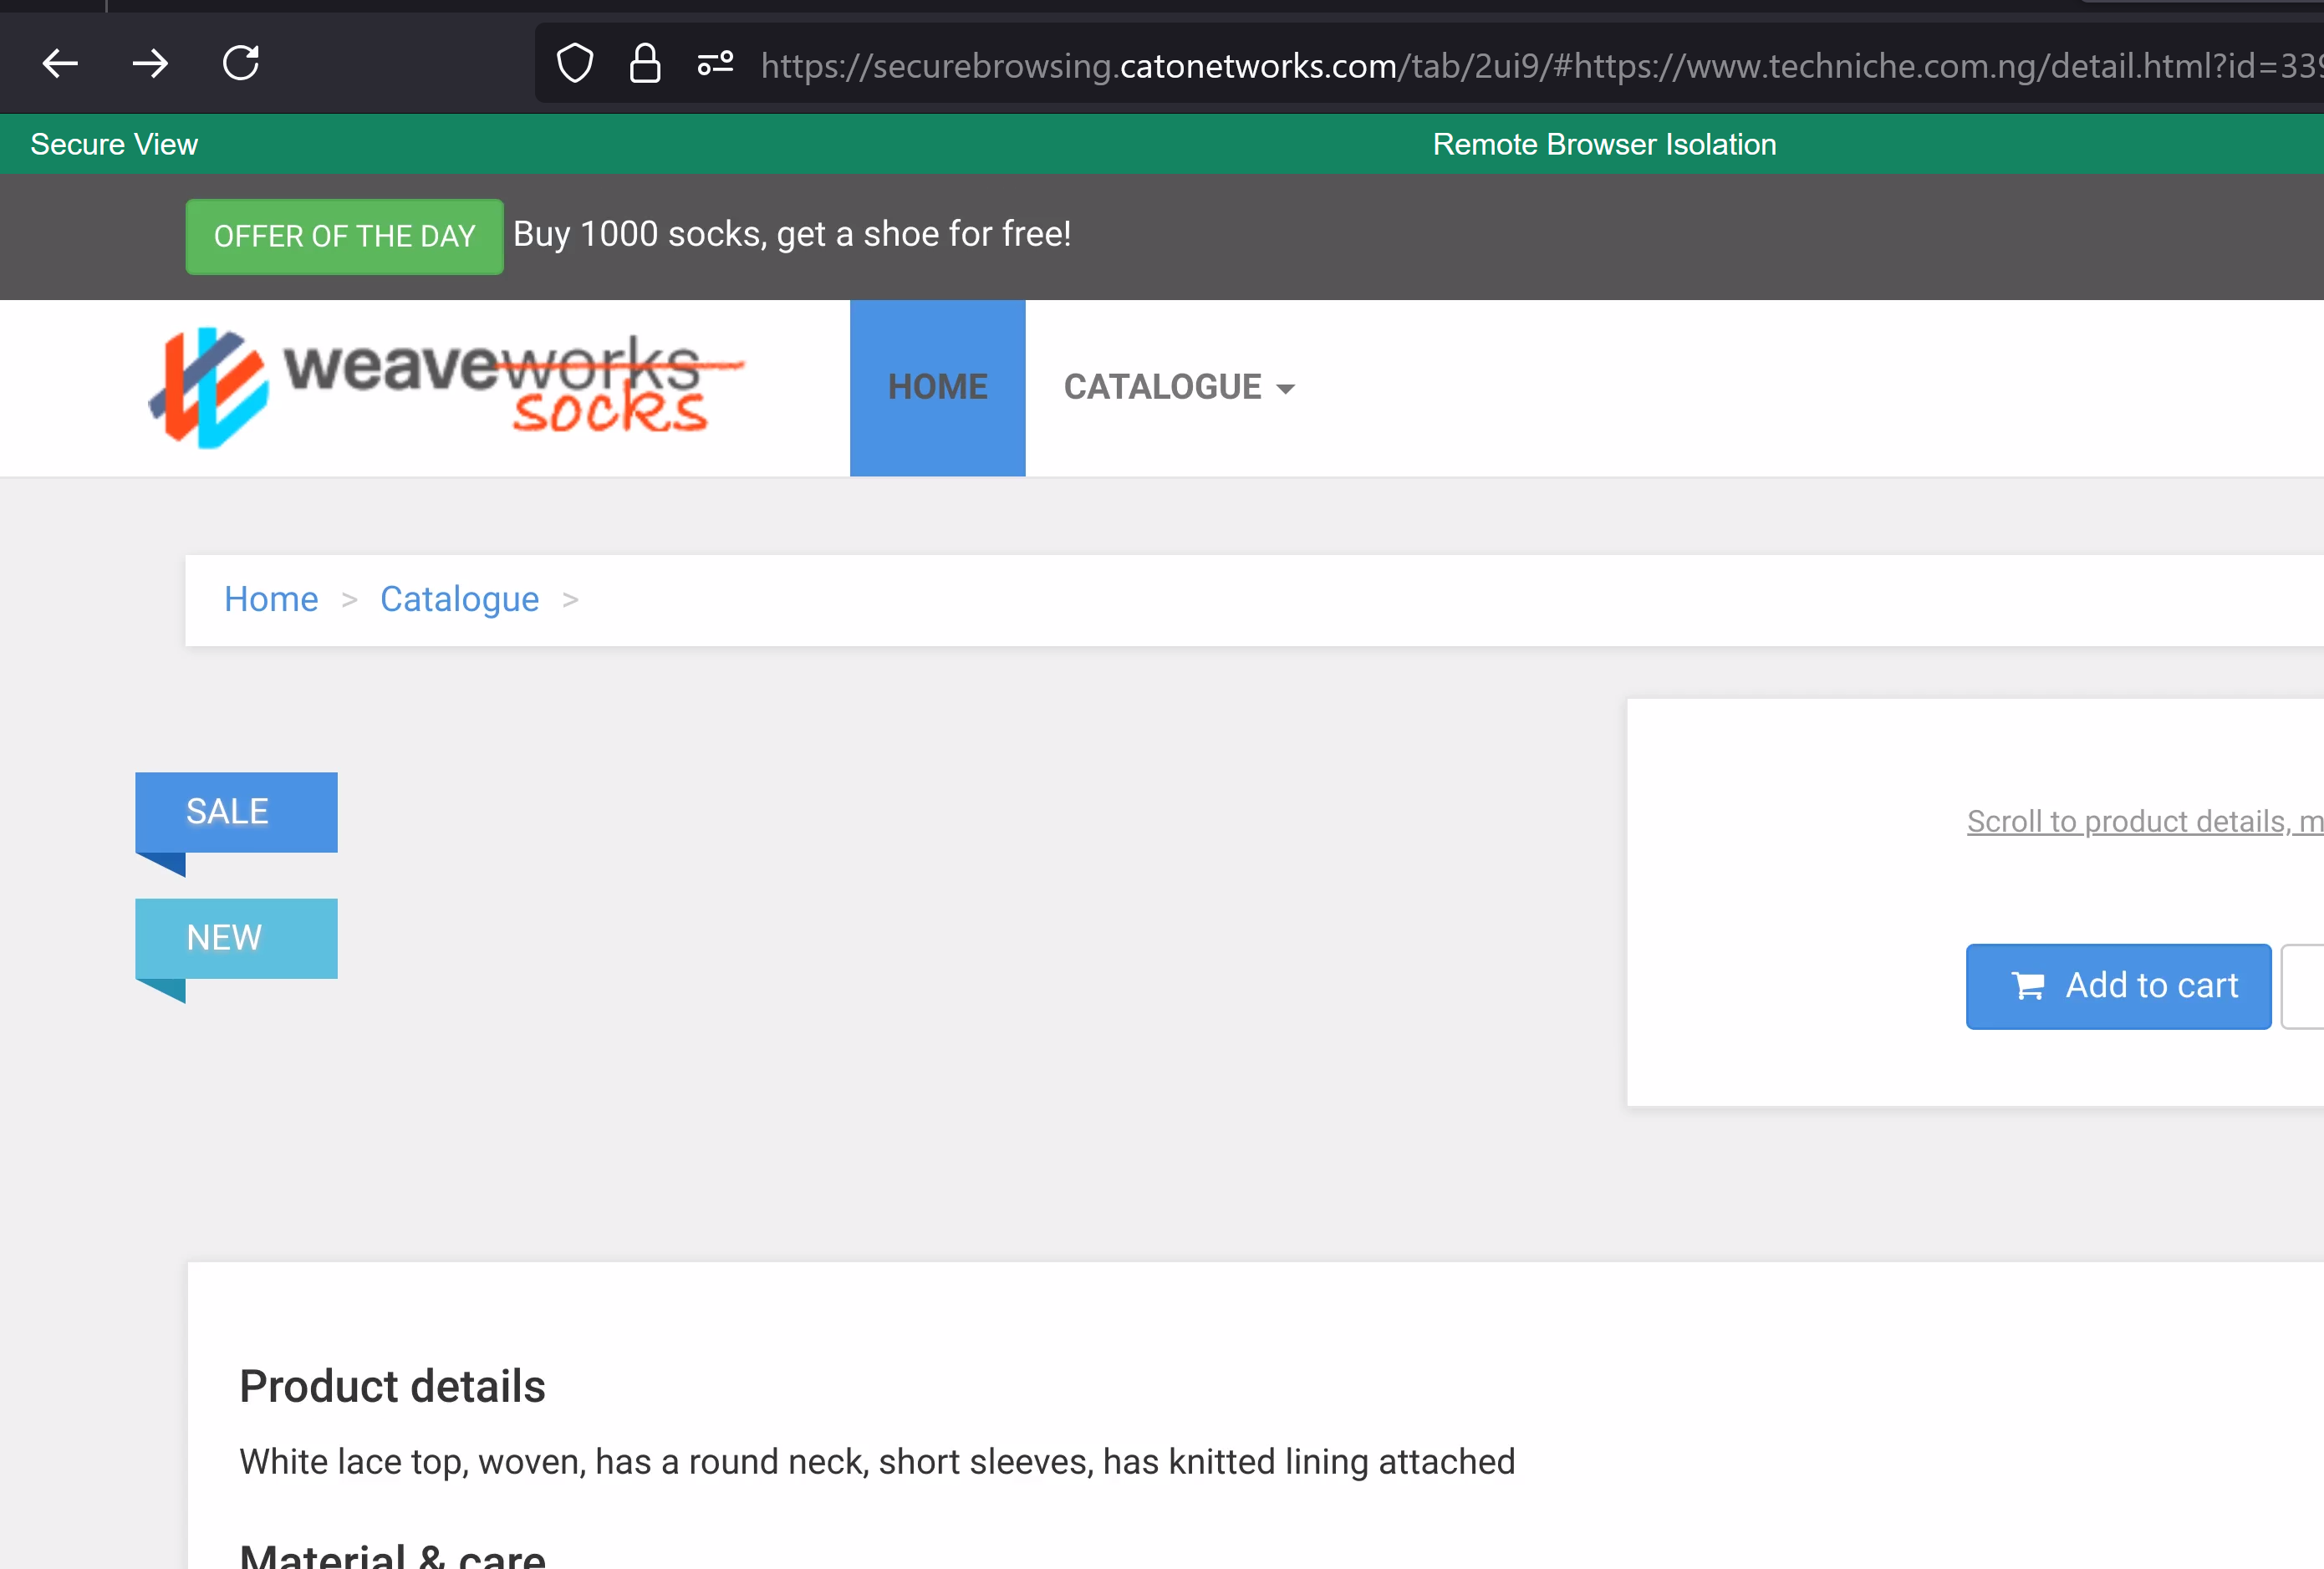 https://securebrowsing.catonetworks.com/tab/2ui9/#https://www.techniche.com.ng/detail.html?id=339
Secure View
Remote Browser Isolation
OFFER OF THE DAY Buy 1000 socks, get a shoe for free!
weaveworks
socks
HOME
CATALOGUE
Home > Catalogue >
SALE
Scroll to product details, m
NEW
Add to cart
Product details
White lace top, woven, has a round neck, short sleeves, has knitted lining attached
Material & care